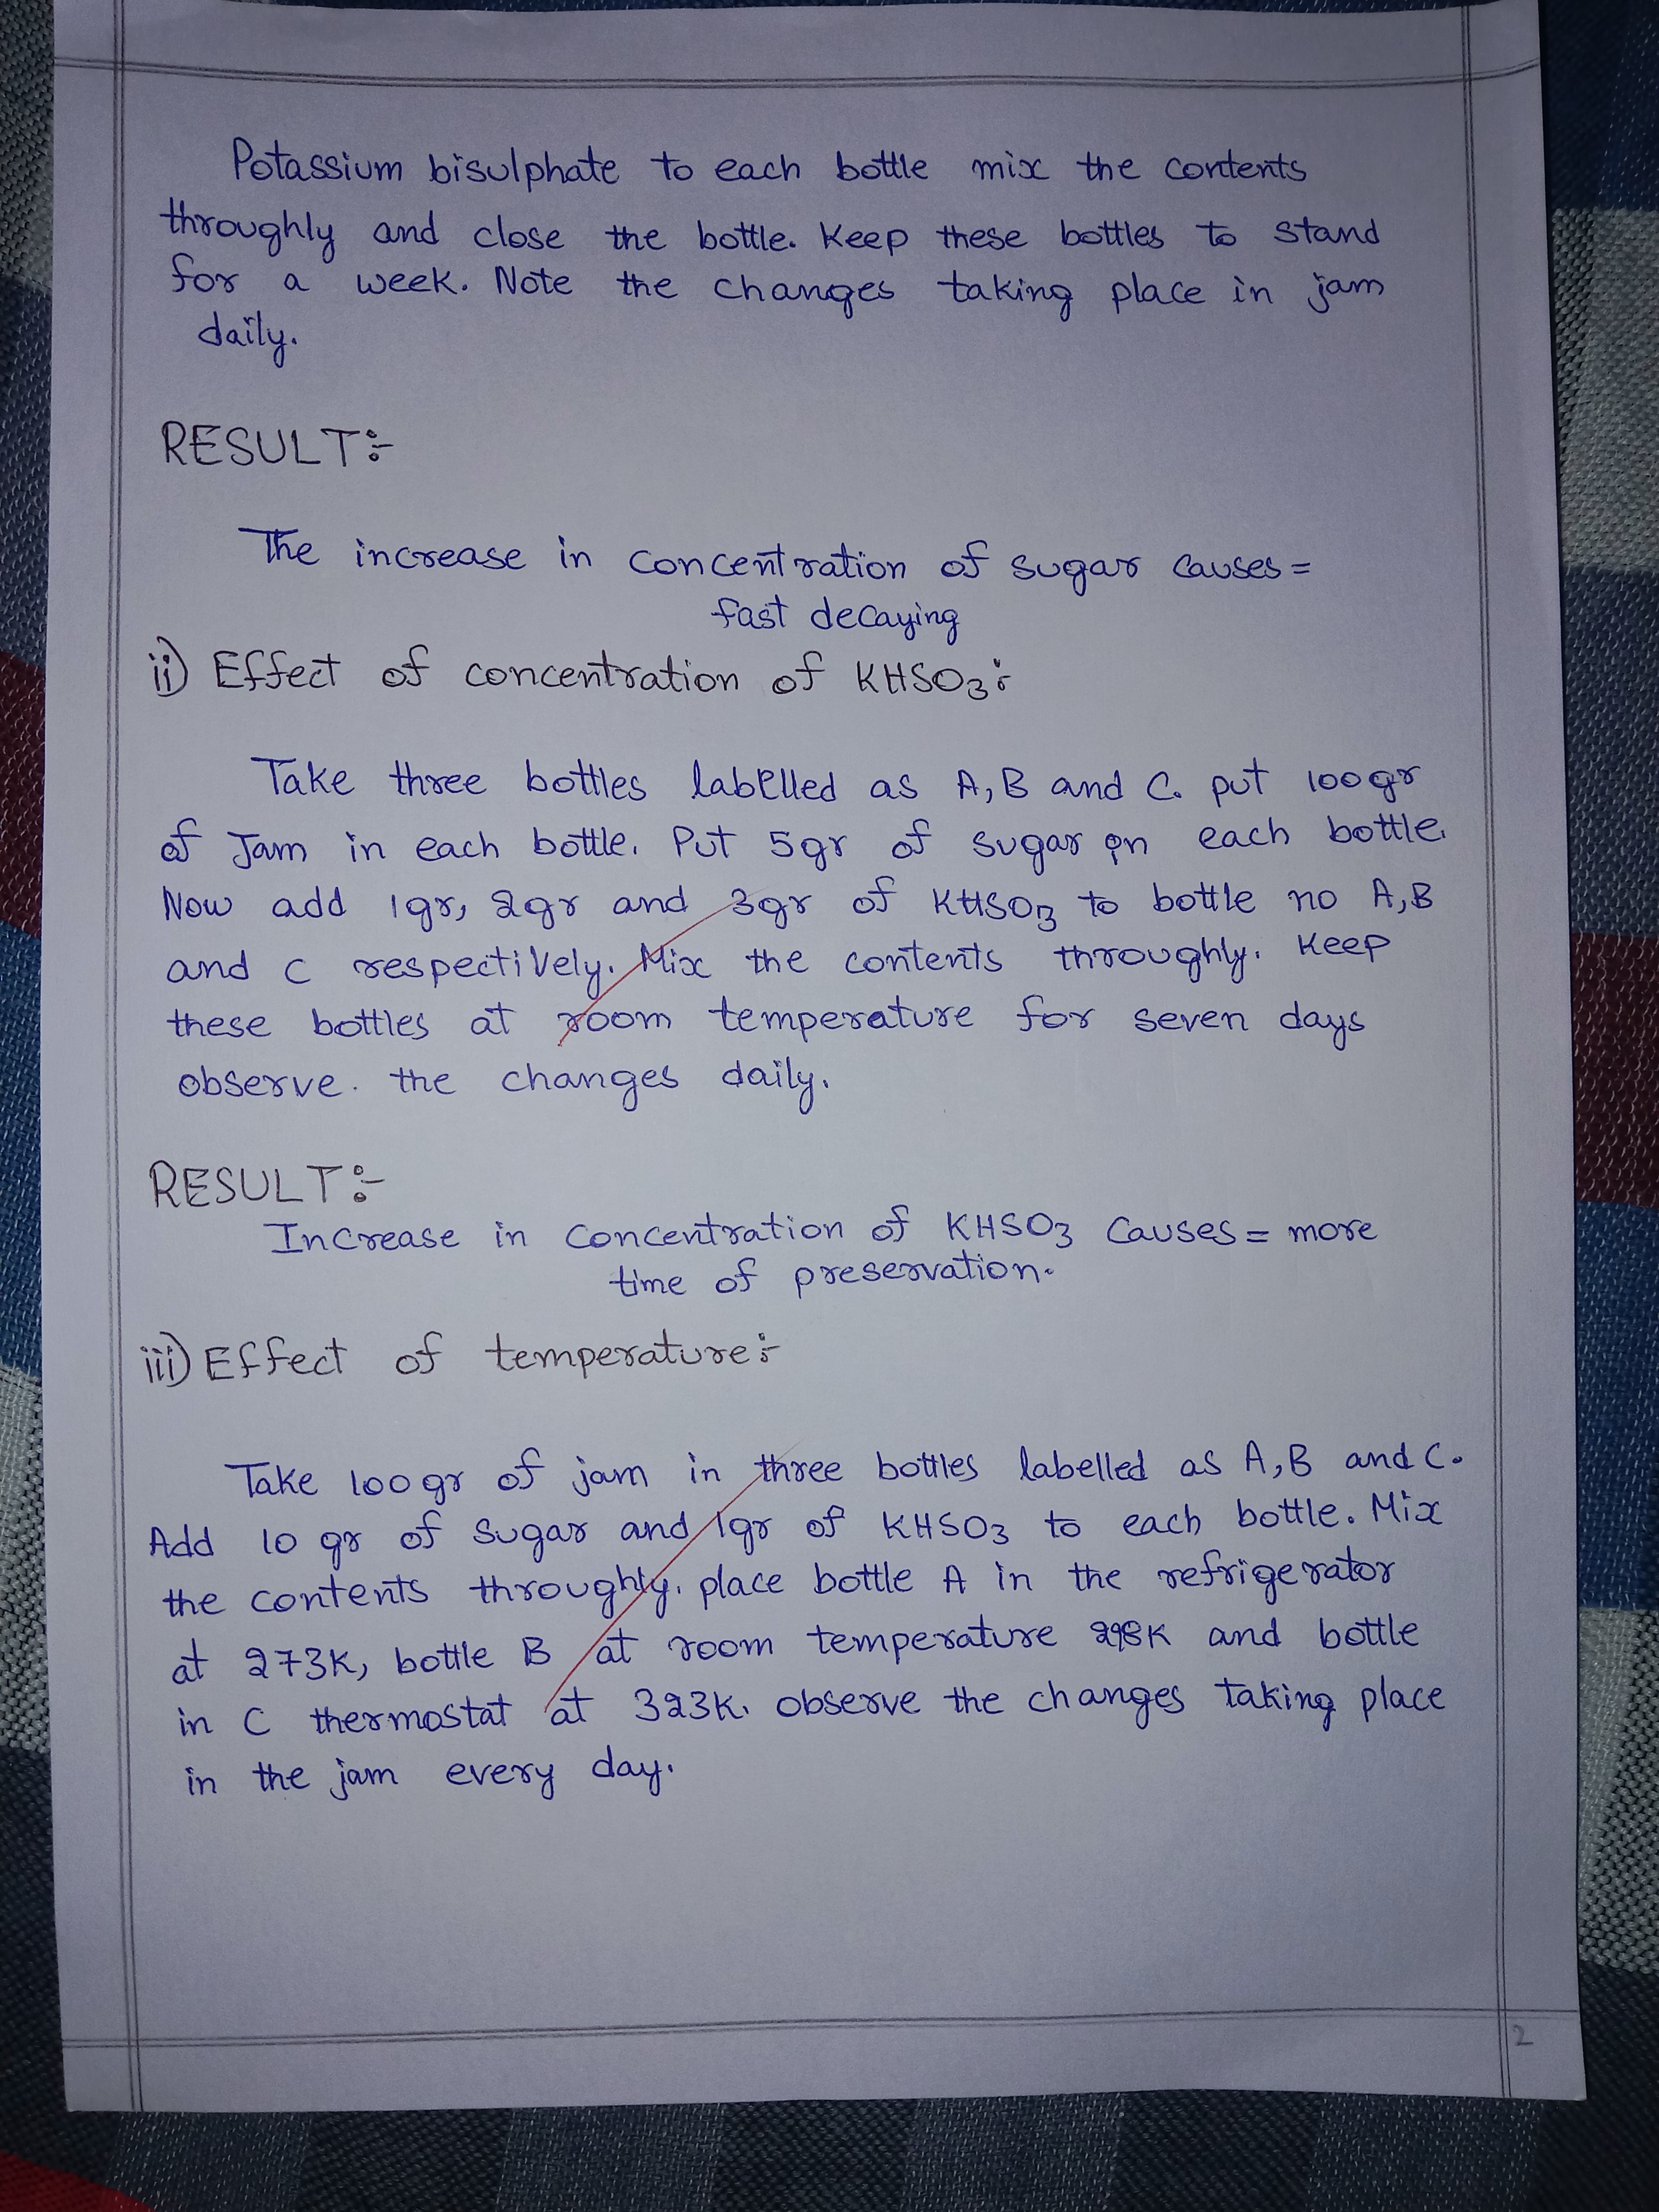 Potassium bisulphate to each bottle mix the contents
throughly and close the bottle. Keep these bottles to stand
for a week. Note the changes taking place in jam
daily.
RESULT:-
The increase in concentration of sugar causes =
fast decaying
ii) Effect of concentration of KHSO3:-
Take three bottles labelled as A, B and C. put 100gr
of Jam in each bottle. Put 5gr of sugar on each bottle.
Now add 1gr, 2gr and 3gr of KHSO3 to bottle no A, B
and C respectively. Mix the contents throughly. Keep
these bottles at room temperature for seven days
observe. the changes daily.
RESULT:-
Increase in concentration of KHSO3 causes = more
time of preservation.
iii) Effect of temperature:-
Take 100gr of jam in three bottles labelled as A, B and C.
Add 10 gr of sugar and 1gr of KHSO3 to each bottle. Mix
the contents throughly. place bottle A in the refrigerator
at 273K, bottle B at room temperature 298K and bottle
in C thermostat at 323K. observe the changes taking place
in the jam every day.
2